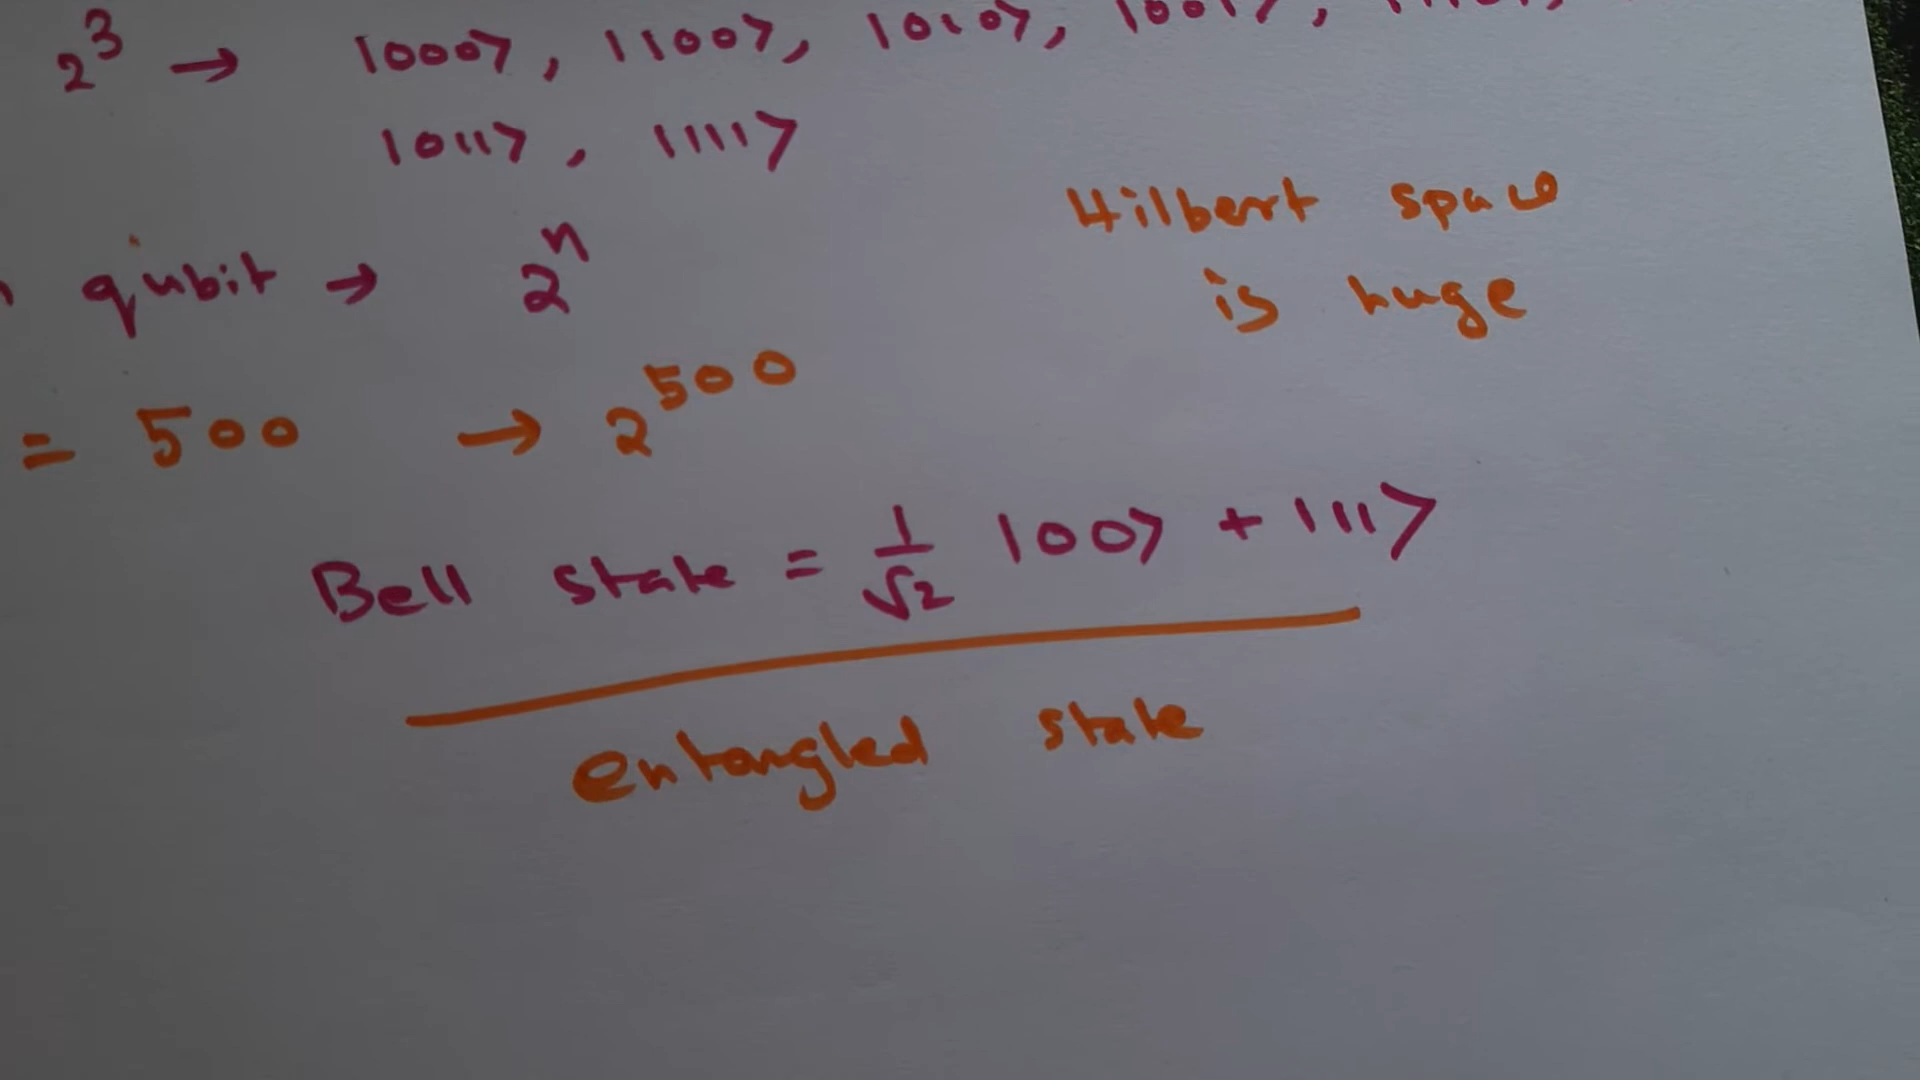 2³ → |000⟩, |100⟩, |010⟩, |001⟩,
|011⟩, |111⟩
Hilbert space
is huge
qubit → 2ⁿ
= 500 → 2⁵⁰⁰
Bell state = 1/√2 |00⟩ + |11⟩
entangled state